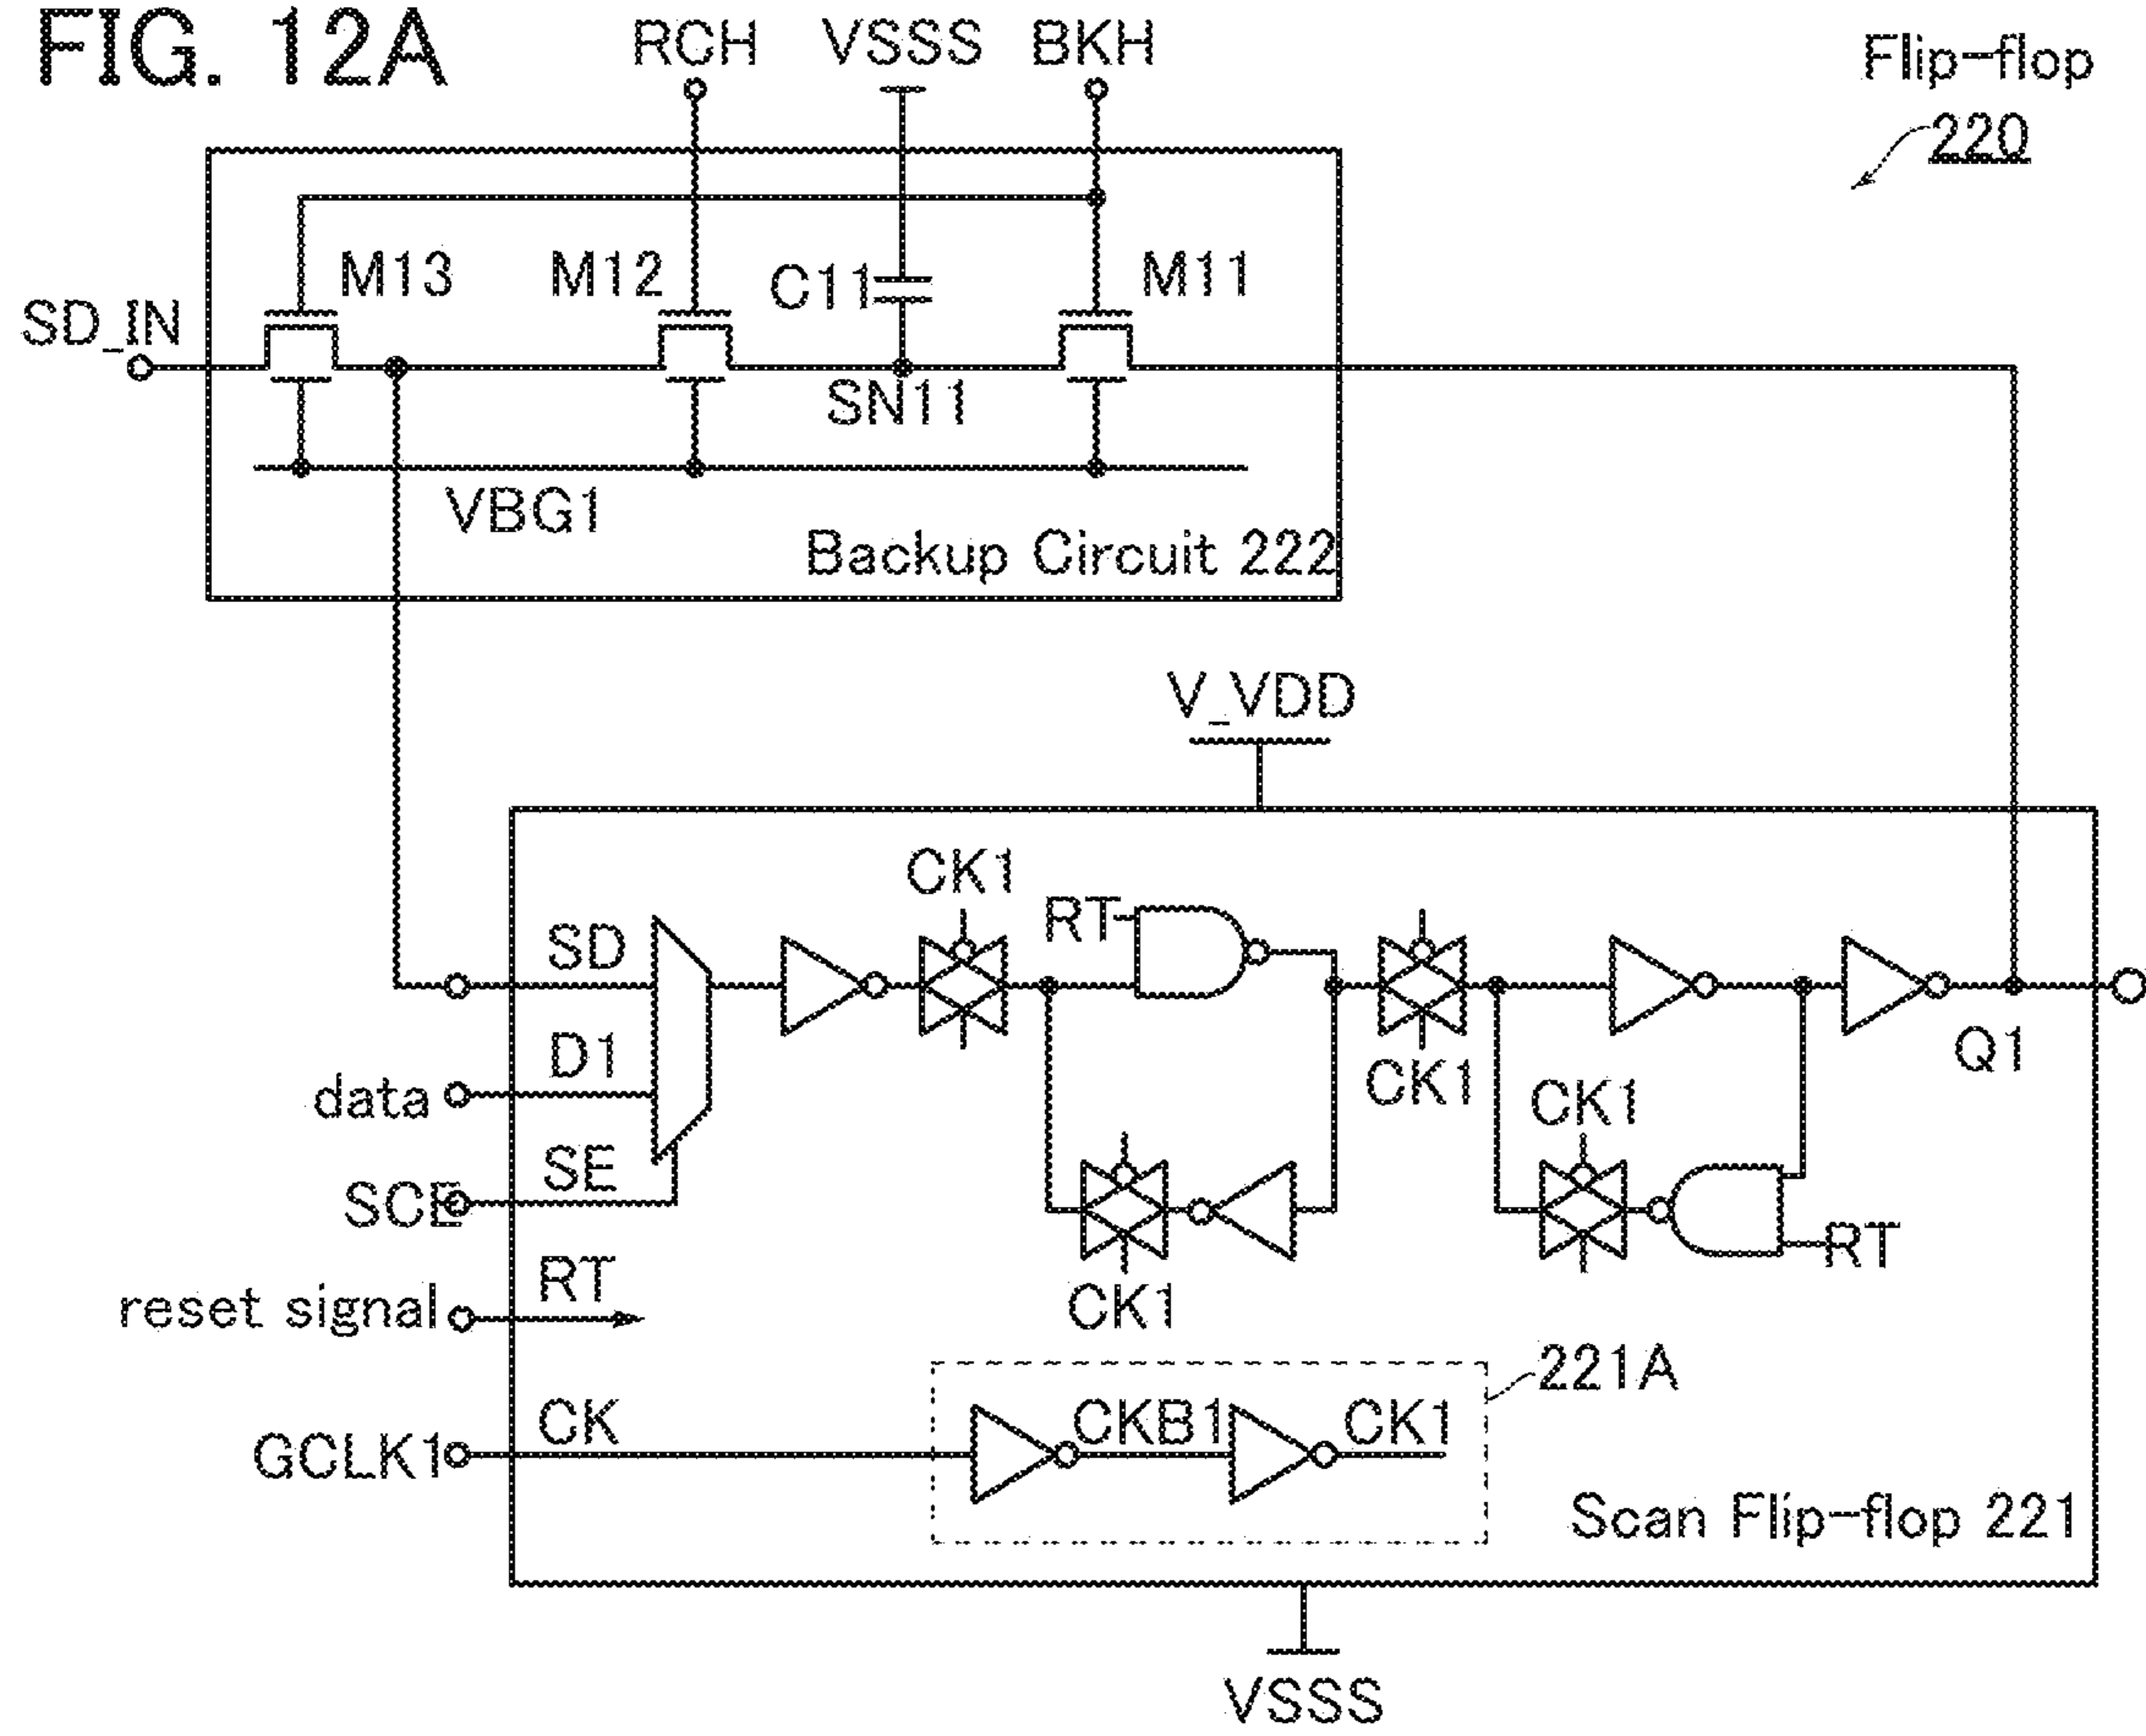 FIG. 12A
RCH
VSSS
BKH
Flip-flop
220
M13
M12
C11
M11
SD_IN
SN11
VBG1
Backup Circuit 222
V_VDD
CK1
RT
SD
D1
data
CK1
CK1
Q1
SE
SCE
RT
RT
reset signal
CK1
221A
CK
CKB1
CK1
GCLK1
Scan Flip-flop 221
VSSS